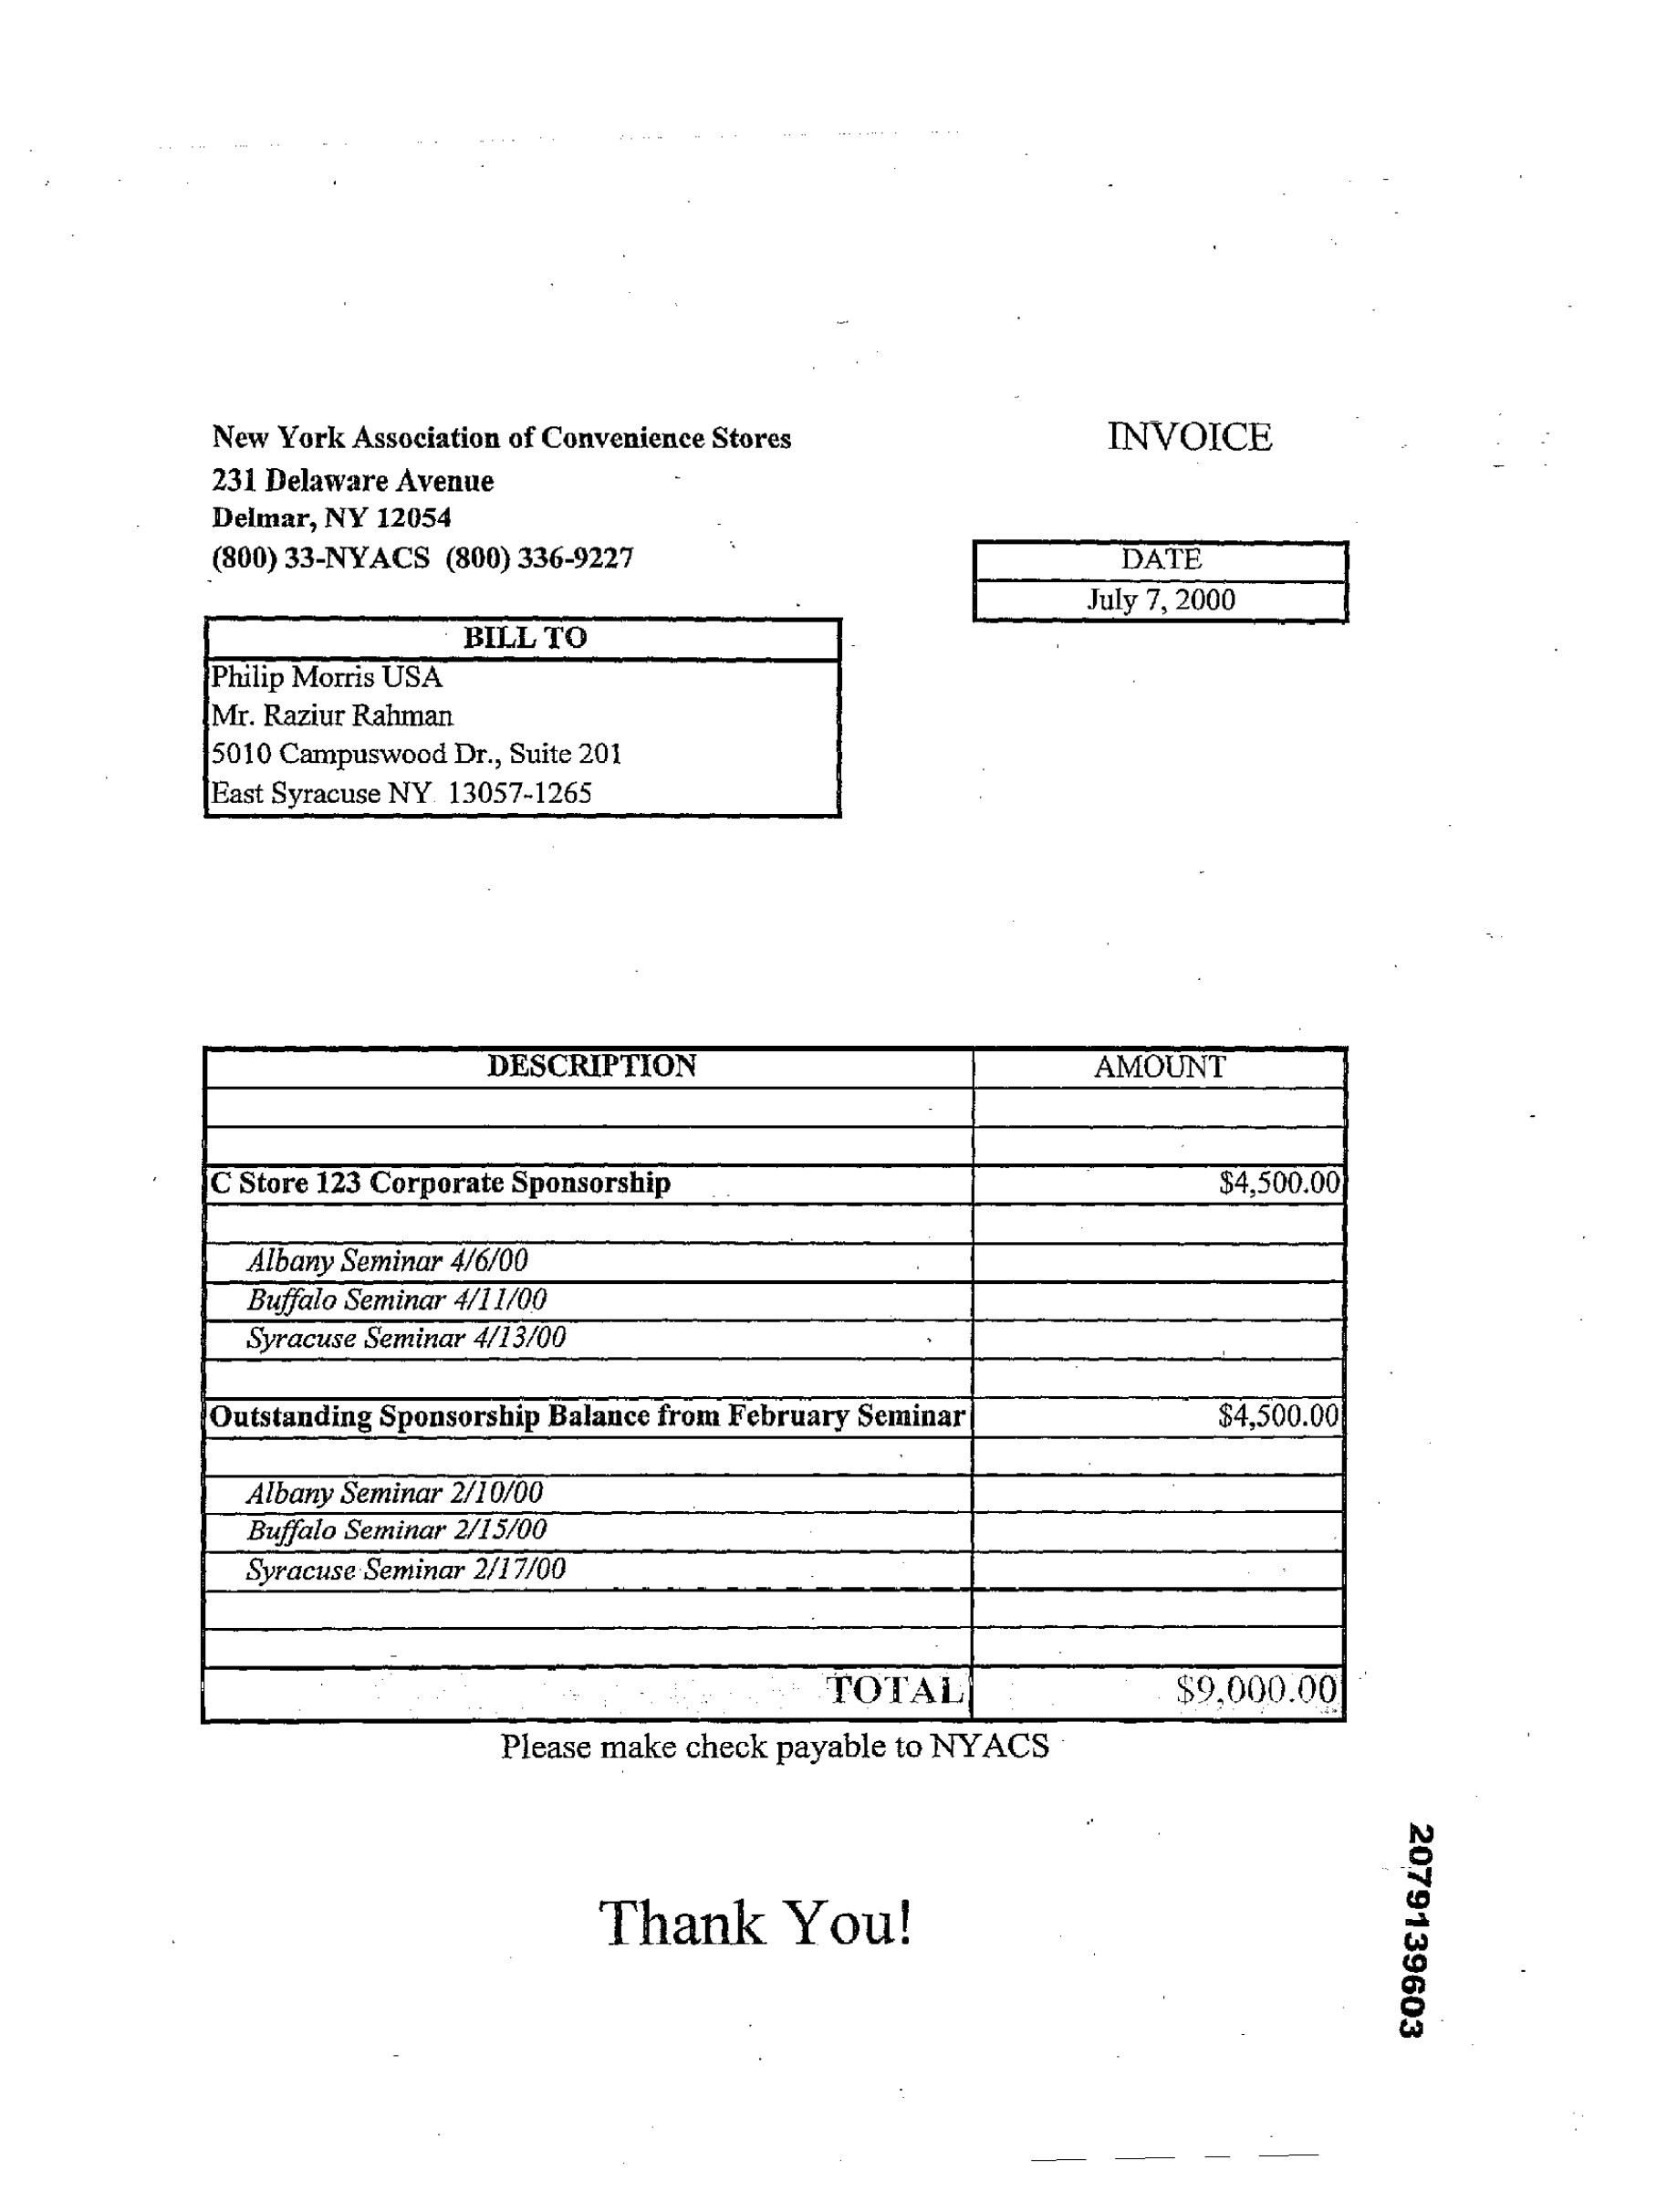 New York Association of Convenience Stores
INVOICE
231 Delaware Avenue
Delmar, NY 12054
(800) 33-NYACS (800) 336-9227
DATE
July 7, 2000
BILL TO
Philip Morris USA
Mr. Raziur Rahman
5010 Campuswood Dr., Suite 201
East Syracuse NY 13057-1265
DESCRIPTION AMOUNT
C Store 123 Corporate Sponsorship $4,500.00
Albany Seminar 4/6/00
Buffalo Seminar 4/11/00
Syracuse Seminar 4/13/00
Outstanding Sponsorship Balance from February Seminar $4,500.00
Albany Seminar 2/10/00
Buffalo Seminar 2/15/00
Syracuse Seminar 2/17/00
TOTAL $9,000.00
Please make check payable to NYACS
Thank You!
2079139603